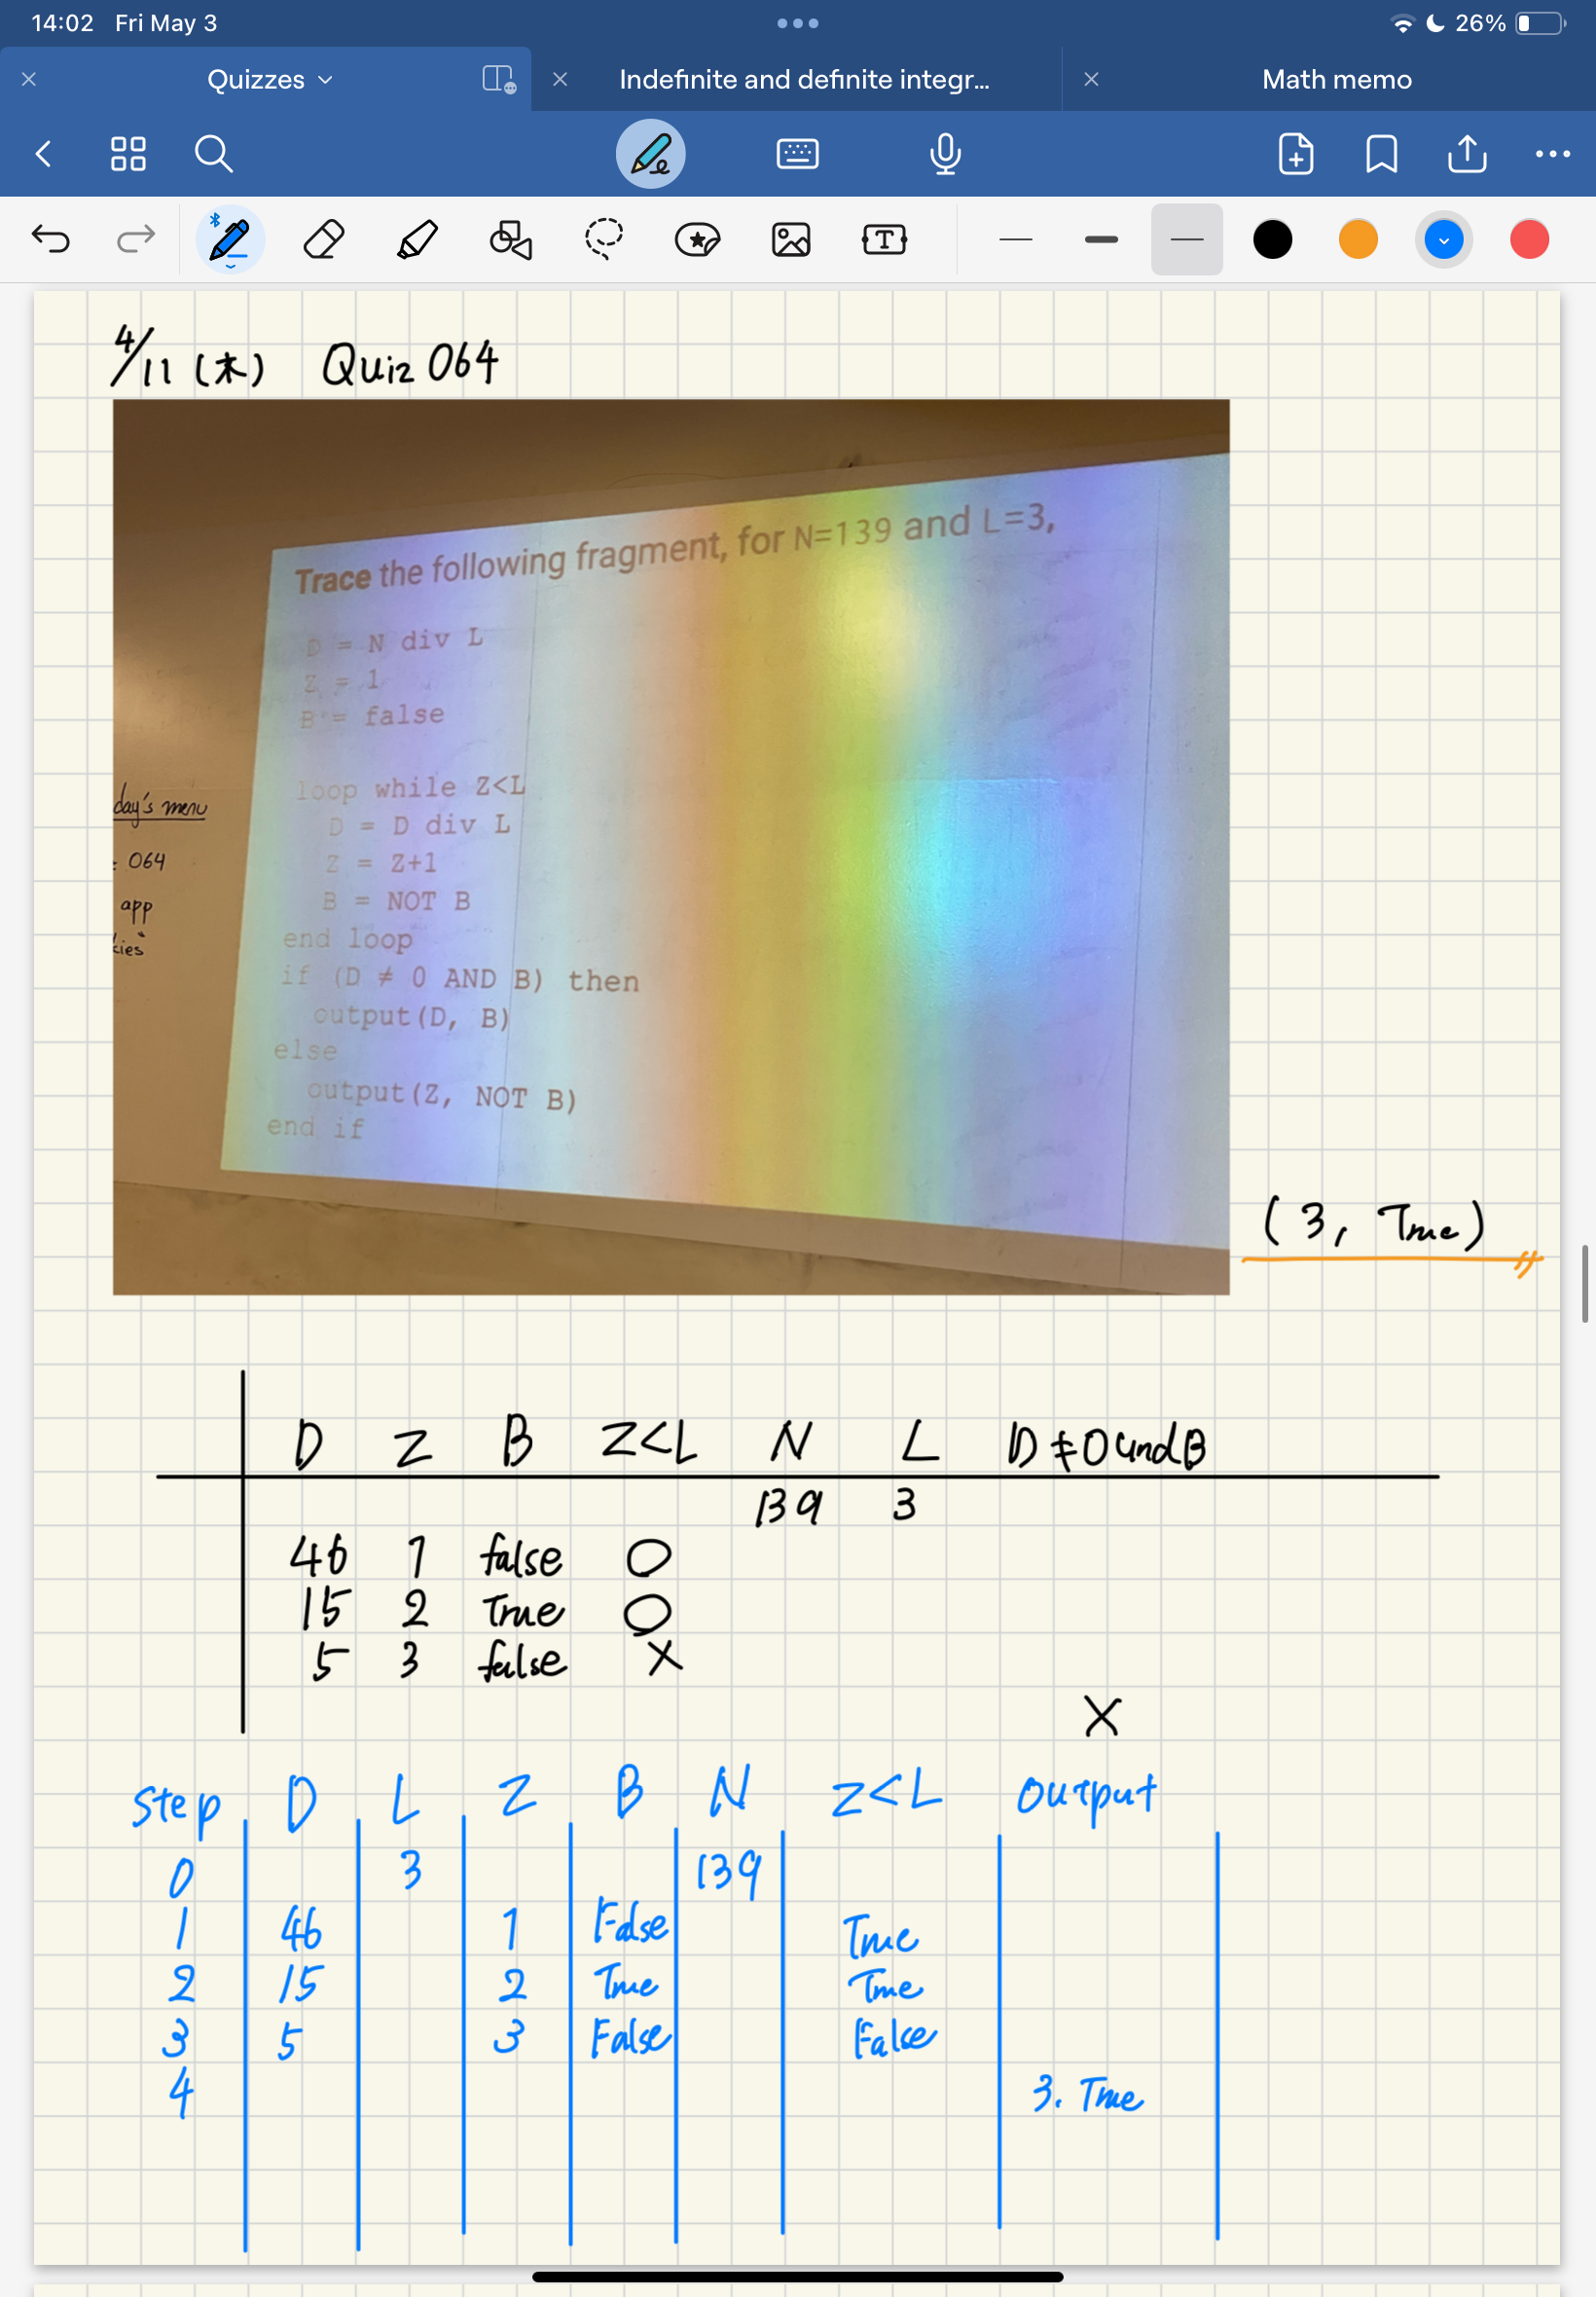 14:02 Fri May 3 26%
Quizzes Indefinite and definite integr... Math memo
4/11 (木) Quiz 064
Trace the following fragment, for N=139 and L=3,
D = N div L
Z = 1
B = false
loop while Z<L
D = D div L
Z = Z+1
B = NOT B
end loop
if (D ≠ 0 AND B) then
output(D, B)
else
output(Z, NOT B)
end if
day's menu
: 064
app
kies"
(3, True)
D Z B Z<L N L D≠0 and B
139 3
46 1 false O
15 2 True O
5 3 false X
X
Step D L Z B N Z<L Output
0 3 139
1 46 1 False True
2 15 2 True True
3 5 3 False False
4 3. True